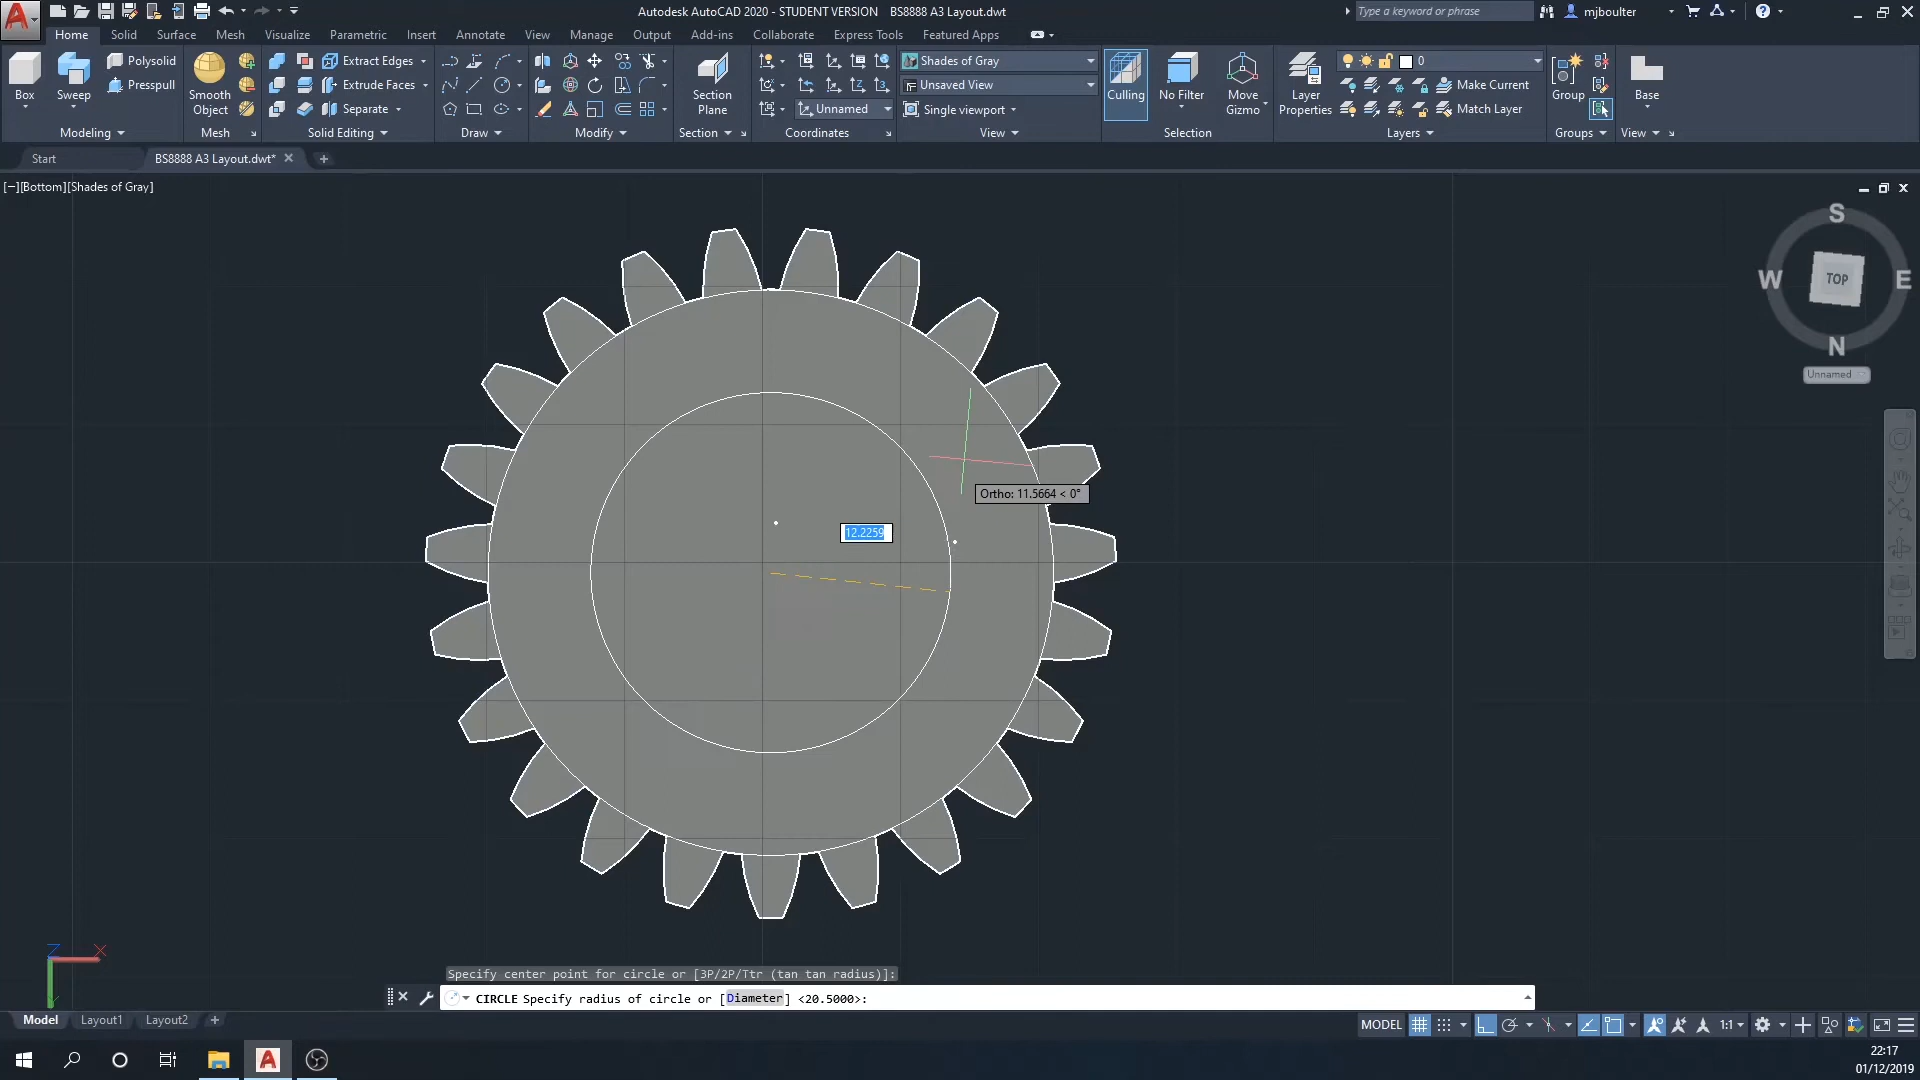 Autodesk AutoCAD 2020 - STUDENT VERSION BS8888 A3 Layout.dwt
Type a keyword or phrase
mjboulter
Home Solid Surface Mesh Visualize Parametric Insert Annotate View Manage Output Add-ins Collaborate Express Tools Featured Apps
Box
Sweep
Polysolid
Presspull
Modeling
Smooth
Object
Mesh
Extract Edges
Extrude Faces
Separate
Solid Editing
Draw
Modify
Section
Plane
Section
Unnamed
Coordinates
Shades of Gray
Unsaved View
Single viewport
View
Culling
No Filter
Move
Gizmo
Selection
Layer
Properties
0
Make Current
Match Layer
Layers
Group
Groups
Base
View
Start
BS8888 A3 Layout.dwt*
[−][Bottom][Shades of Gray]
S
W
TOP
E
N
Unnamed
Ortho: 11.5664 < 0°
12.2259
Z X
Y
Specify center point for circle or [3P/2P/Ttr (tan tan radius)]:
CIRCLE Specify radius of circle or [Diameter] <20.5000>:
Model Layout1 Layout2 +
MODEL
1:1
22:17
01/12/2019